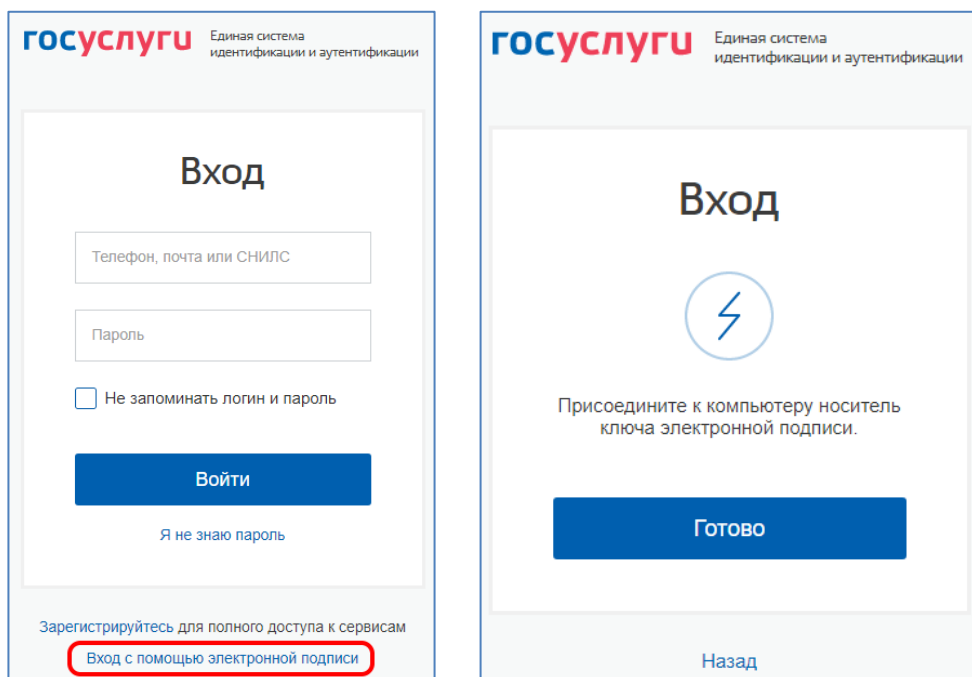 госуслуги
Единая система
идентификации и аутентификации
Вход
Телефон, почта или СНИЛС
Пароль
Не запоминать логин и пароль
Войти
Я не знаю пароль
Зарегистрируйтесь для полного доступа к сервисам
Вход с помощью электронной подписи
госуслуги
Единая система
идентификации и аутентификации
Вход
Присоедините к компьютеру носитель
ключа электронной подписи.
Готово
Назад